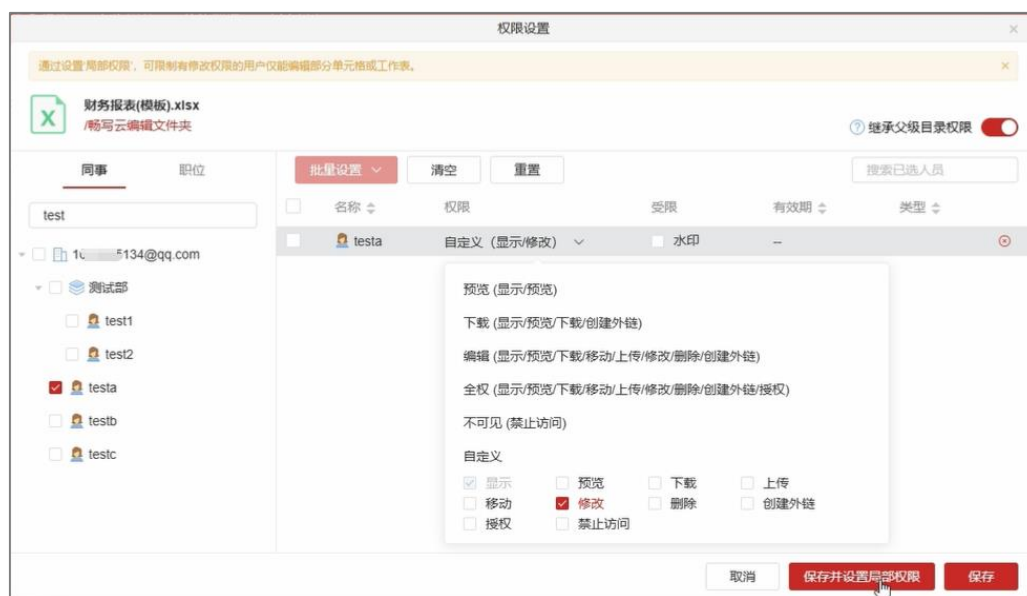 权限设置
通过设置'局部权限'，可限制有修改权限的用户仅能编辑部分单元格或工作表。
财务报表(模板).xlsx
/畅写云编辑文件夹
继承父级目录权限
同事 职位
批量设置 清空 重置 搜索已选人员
test
名称 权限 受限 有效期 类型
testa 自定义（显示/修改） 水印 --
5134@qq.com
测试部
test1
test2
testa
testb
testc
预览 (显示/预览)
下载 (显示/预览/下载/创建外链)
编辑 (显示/预览/下载/移动/上传/修改/删除/创建外链)
全权 (显示/预览/下载/移动/上传/修改/删除/创建外链/授权)
不可见 (禁止访问)
自定义
显示 预览 下载 上传
移动 修改 删除 创建外链
授权 禁止访问
取消 保存并设置局部权限 保存